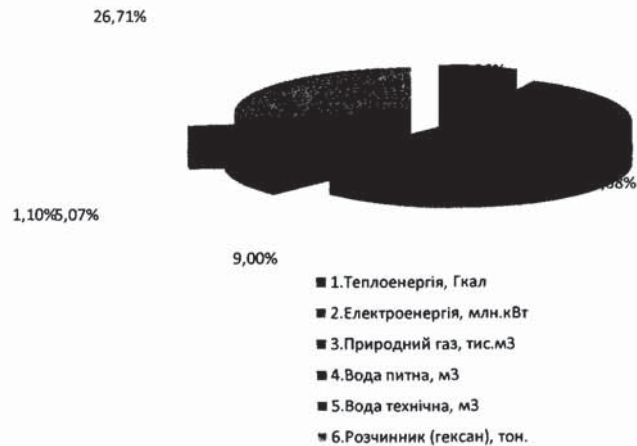 26,71%
1,10%5,07%
9,00%
1.Теплоенергія, Гкал
2.Електроенергія, млн.кВт
3.Природний газ, тис.м3
4.Вода питна, м3
5.Вода технічна, м3
6.Розчинник (гексан), тон.